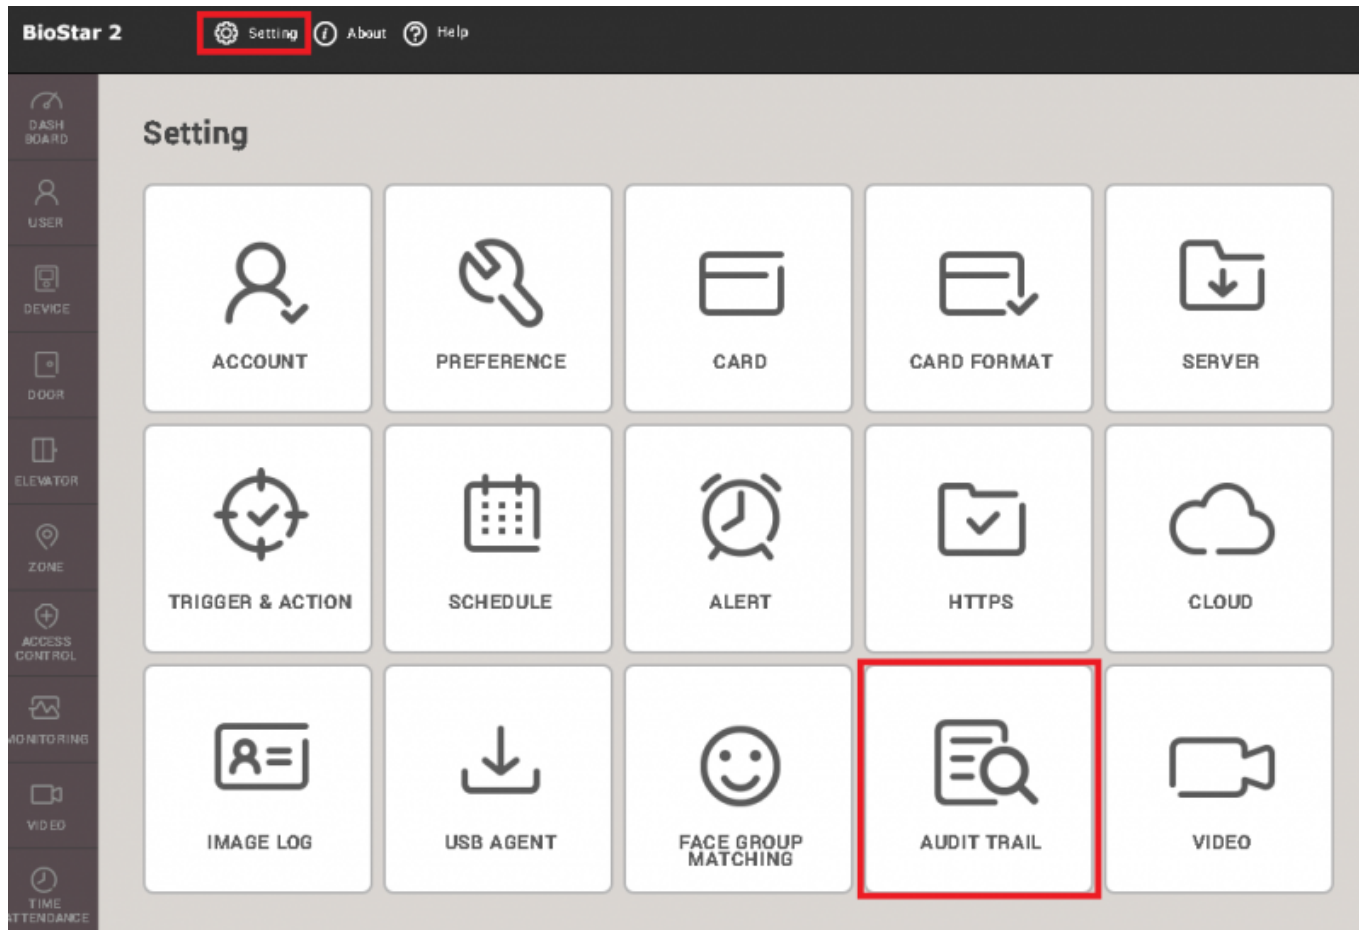 BioStar 2
Setting
About
Help
DASH
BOARD
USER
DEVICE
DOOR
ELEVATOR
ZONE
ACCESS
CONTROL
MONITORING
VIDEO
TIME
ATTENDANCE
Setting
ACCOUNT
PREFERENCE
CARD
CARD FORMAT
SERVER
TRIGGER & ACTION
SCHEDULE
ALERT
HTTPS
CLOUD
IMAGE LOG
USB AGENT
FACE GROUP
MATCHING
AUDIT TRAIL
VIDEO